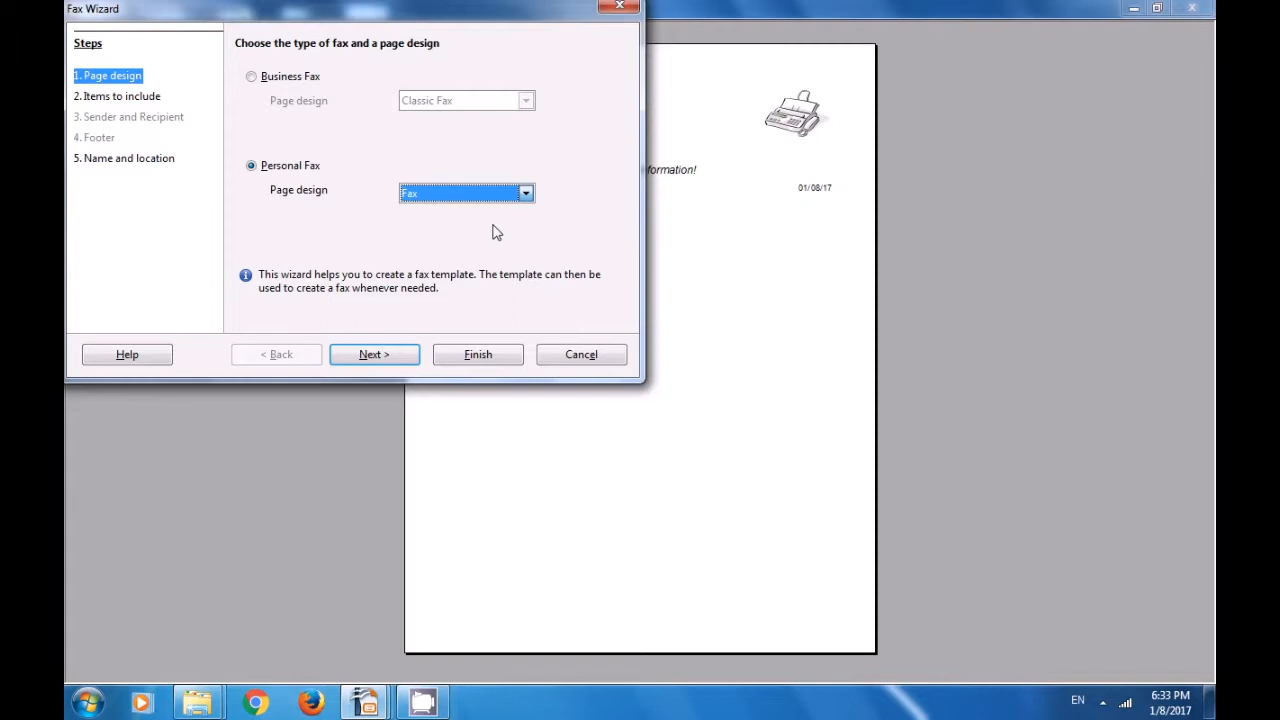 Fax Wizard
Steps
1. Page design
2. Items to include
3. Sender and Recipient
4. Footer
5. Name and location
Choose the type of fax and a page design
Business Fax
Page design
Classic Fax
Personal Fax
Page design
Fax
This wizard helps you to create a fax template. The template can then be
used to create a fax whenever needed.
Help
< Back
Next >
Finish
Cancel
formation!
01/08/17
EN
6:33 PM
1/8/2017